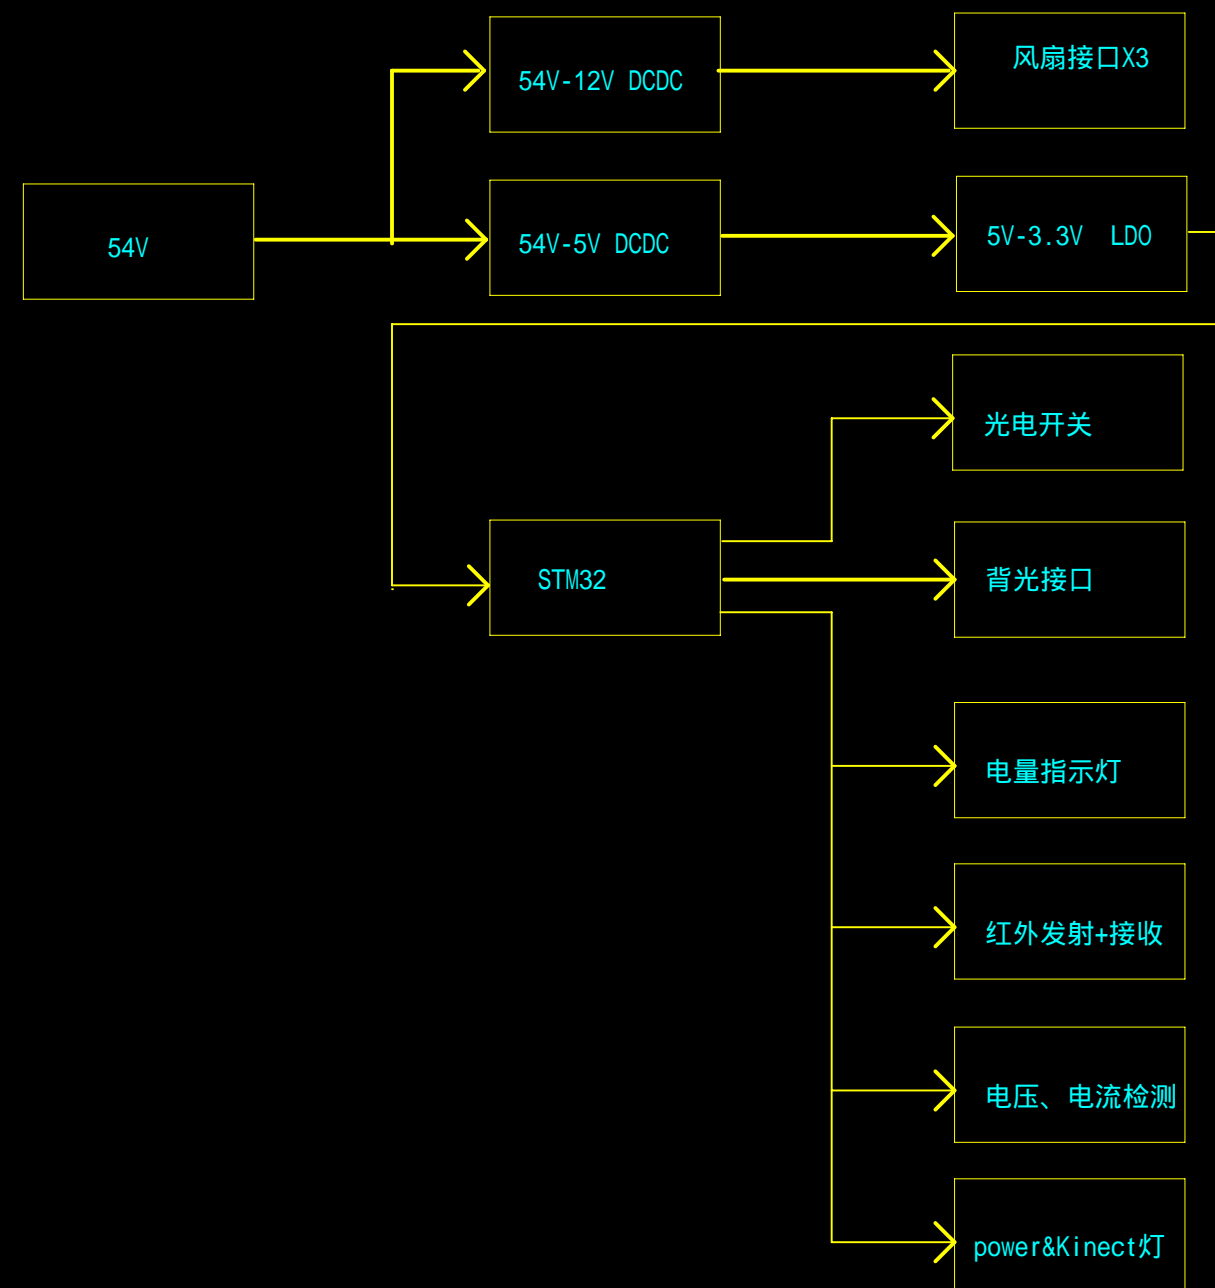 54V-12V DCDC
风扇接口X3
54V
54V-5V DCDC
5V-3.3V LDO
光电开关
STM32
背光接口
电量指示灯
红外发射+接收
电压、电流检测
power&Kinect灯